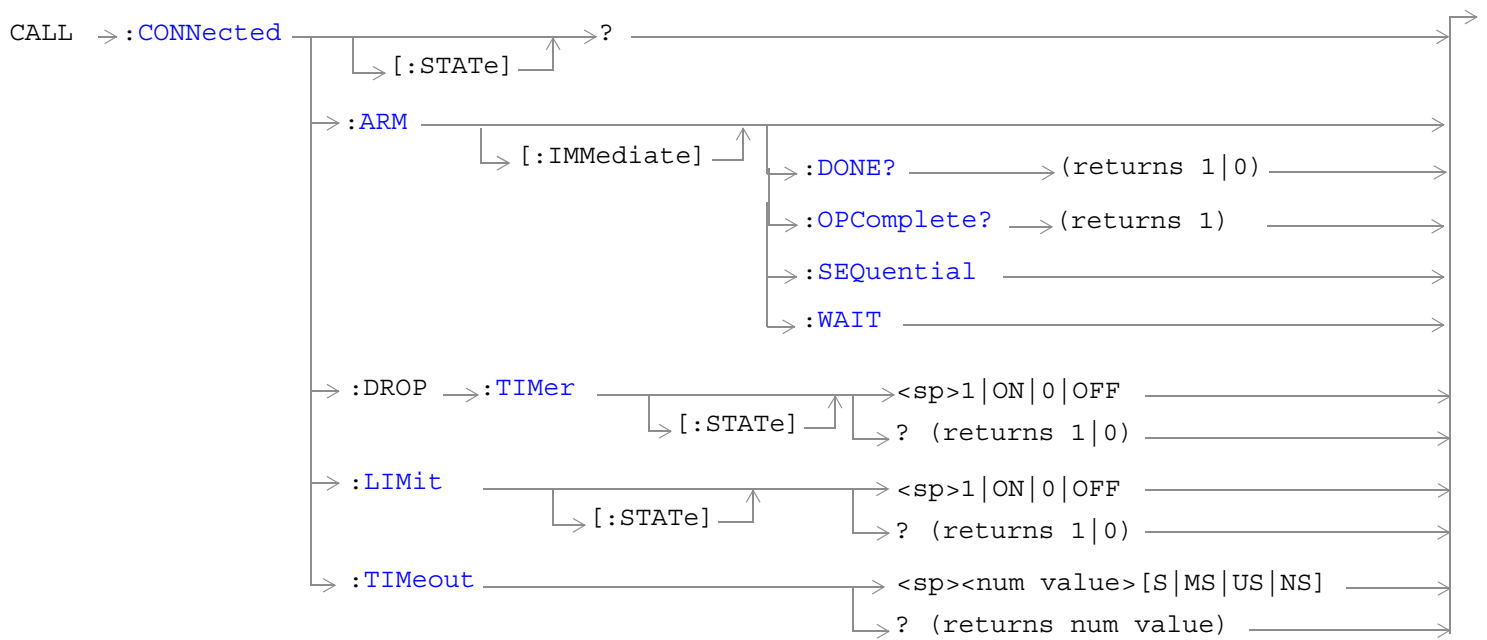 CALL :CONNected ?
[:STATe]
:ARM
[:IMMediate]
:DONE? (returns 1|0)
:OPComplete? (returns 1)
:SEQuential
:WAIT
:DROP :TIMer <sp>1|ON|0|OFF
[:STATe] ? (returns 1|0)
:LIMit <sp>1|ON|0|OFF
[:STATe] ? (returns 1|0)
:TIMeout <sp><num value>[S|MS|US|NS]
? (returns num value)